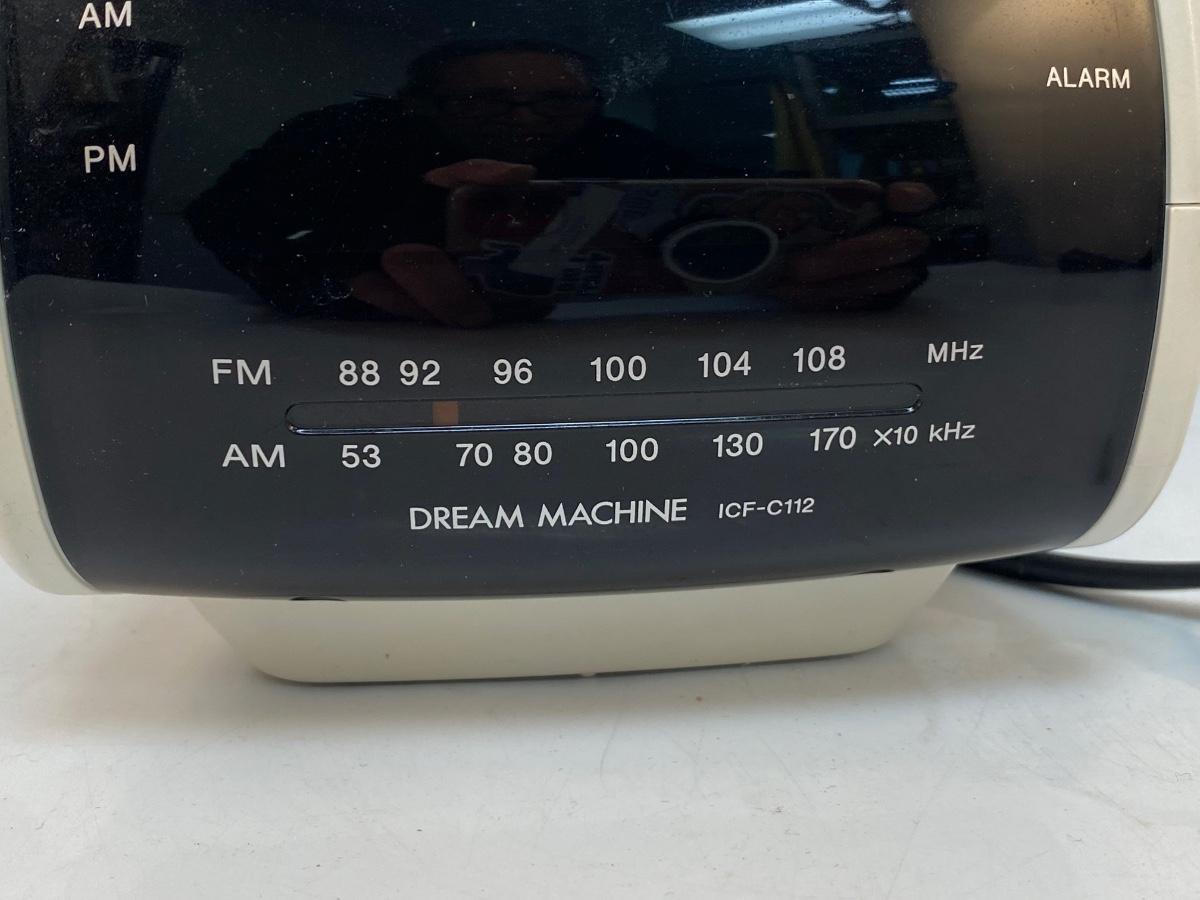 AM
ALARM
PM
FM 88 92 96 100 104 108 MHz
AM 53 70 80 100 130 170 X10 kHz
DREAM MACHINE ICF-C112